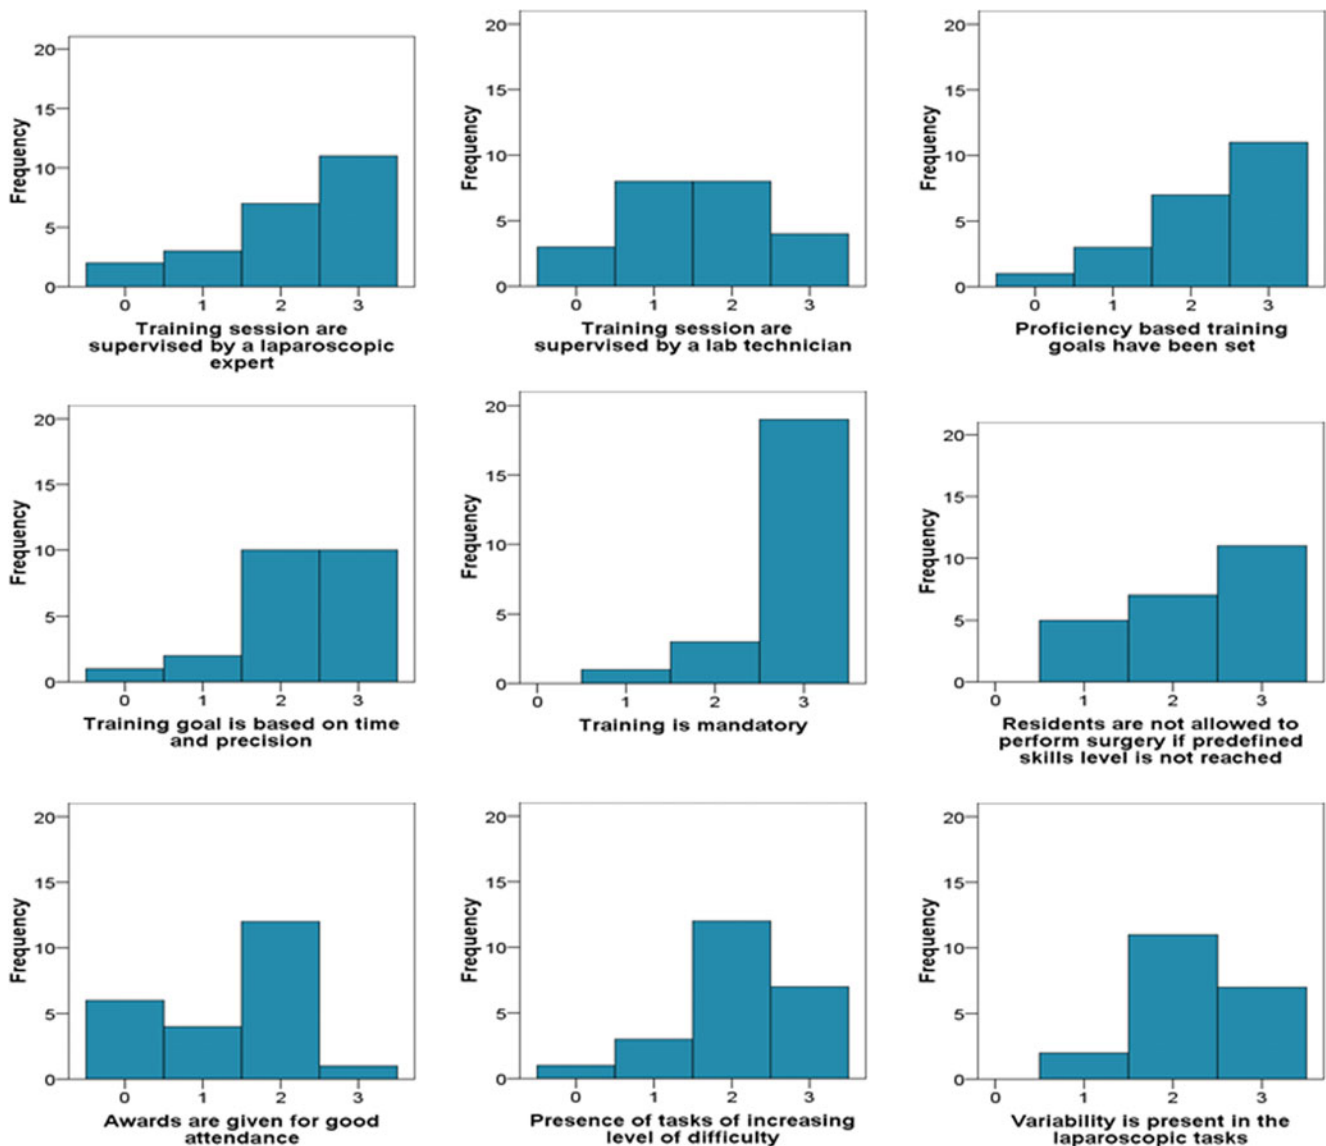 20
15
10
5
0
Frequency
0 1 2 3
Training session are
supervised by a laparoscopic
expert
20
15
10
5
0
Frequency
0 1 2 3
Training session are
supervised by a lab technician
20
15
10
5
0
Frequency
0 1 2 3
Proficiency based training
goals have been set
20
15
10
5
0
Frequency
0 1 2 3
Training goal is based on time
and precision
20
15
10
5
0
Frequency
0 1 2 3
Training is mandatory
20
15
10
5
0
Frequency
0 1 2 3
Residents are not allowed to
perform surgery if predefined
skills level is not reached
20
15
10
5
0
Frequency
0 1 2 3
Awards are given for good
attendance
20
15
10
5
0
Frequency
0 1 2 3
Presence of tasks of increasing
level of difficulty
20
15
10
5
0
Frequency
0 1 2 3
Variability is present in the
laparoscopic tasks